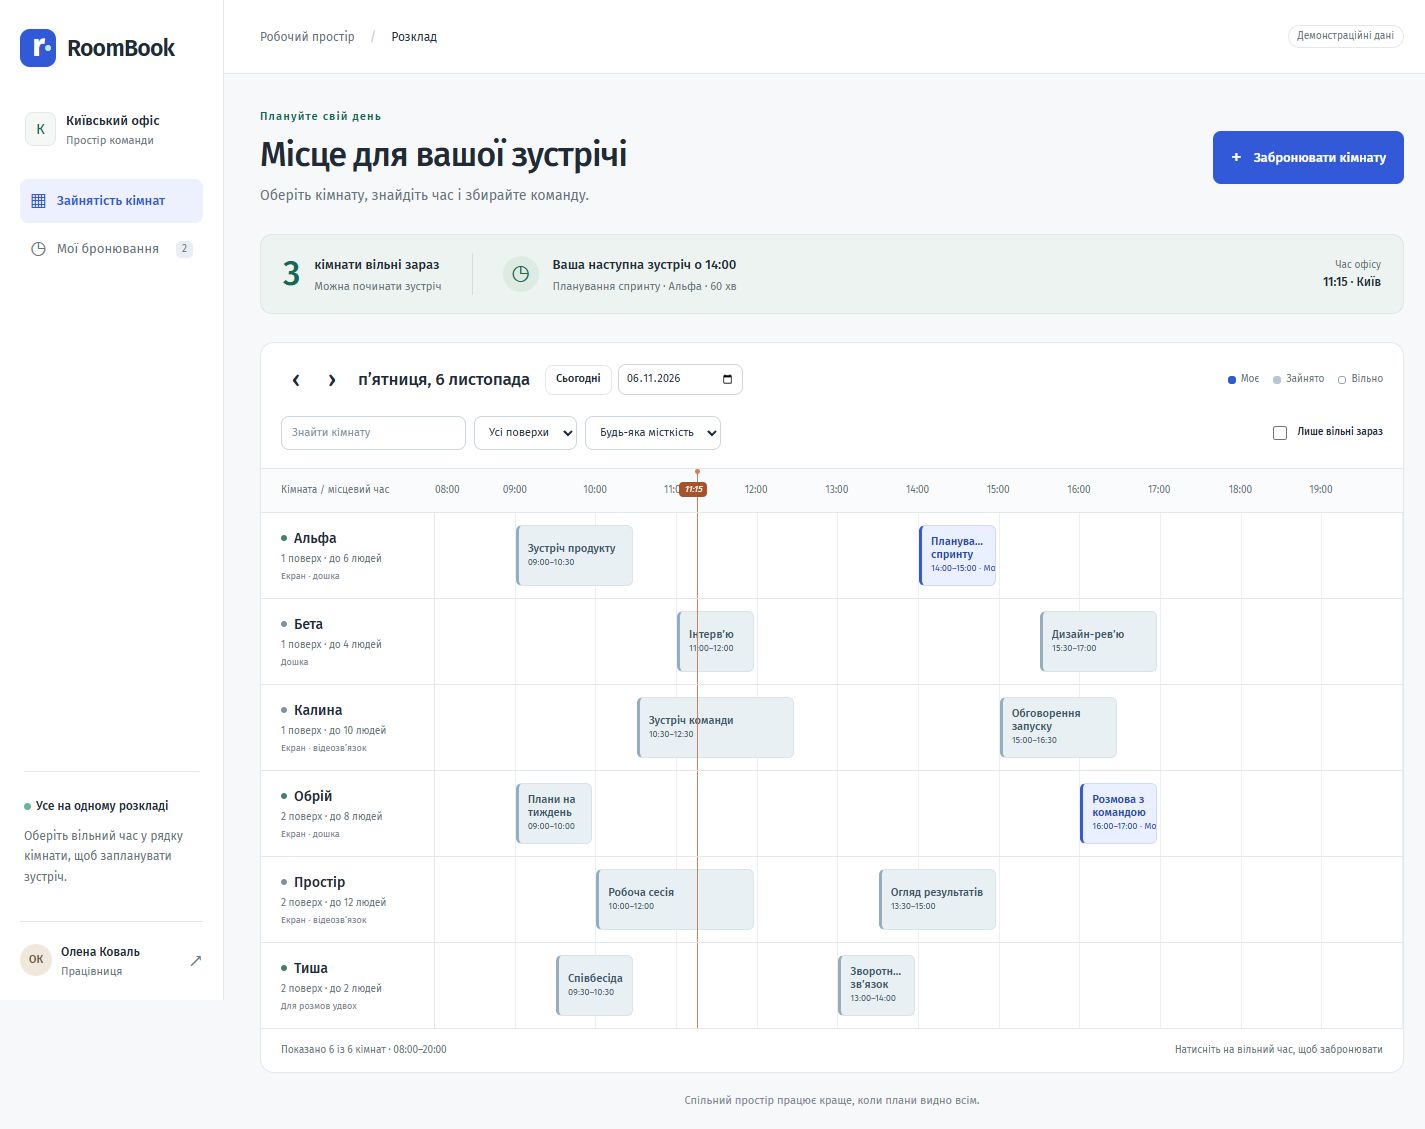 r
RoomBook
К
Київський офіс
Простір команди
Зайнятість кімнат
Мої бронювання 2
Усе на одному розкладі
Оберіть вільний час у рядку
кімнати, щоб запланувати
зустріч.
ОК
Олена Коваль
Працівниця
↗
Робочий простір / Розклад
Демонстраційні дані
Плануйте свій день
Місце для вашої зустрічі
Оберіть кімнату, знайдіть час і збирайте команду.
+ Забронювати кімнату
3
кімнати вільні зараз
Можна починати зустріч
Ваша наступна зустріч о 14:00
Планування спринту · Альфа · 60 хв
Час офісу
11:15 · Київ
‹ › п’ятниця, 6 листопада Сьогодні 06.11.2026
Моє Зайнято Вільно
Знайти кімнату Усі поверхи Будь-яка місткість
Лише вільні зараз
Кімната / місцевий час 08:00 09:00 10:00 11:0 11:15 12:00 13:00 14:00 15:00 16:00 17:00 18:00 19:00
Альфа
1 поверх · до 6 людей
Екран · дошка
Зустріч продукту
09:00–10:30
Планува...
спринту
14:00–15:00 · Мо
Бета
1 поверх · до 4 людей
Дошка
Інтерв’ю
11:00–12:00
Дизайн-рев’ю
15:30–17:00
Калина
1 поверх · до 10 людей
Екран · відеозв’язок
Зустріч команди
10:30–12:30
Обговорення
запуску
15:00–16:30
Обрій
2 поверх · до 8 людей
Екран · дошка
Плани на
тиждень
09:00–10:00
Розмова з
командою
16:00–17:00 · Мо
Простір
2 поверх · до 12 людей
Екран · відеозв’язок
Робоча сесія
10:00–12:00
Огляд результатів
13:30–15:00
Тиша
2 поверх · до 2 людей
Для розмов удвох
Співбесіда
09:30–10:30
Зворотн...
зв’язок
13:00–14:00
Показано 6 із 6 кімнат · 08:00–20:00
Натисніть на вільний час, щоб забронювати
Спільний простір працює краще, коли плани видно всім.